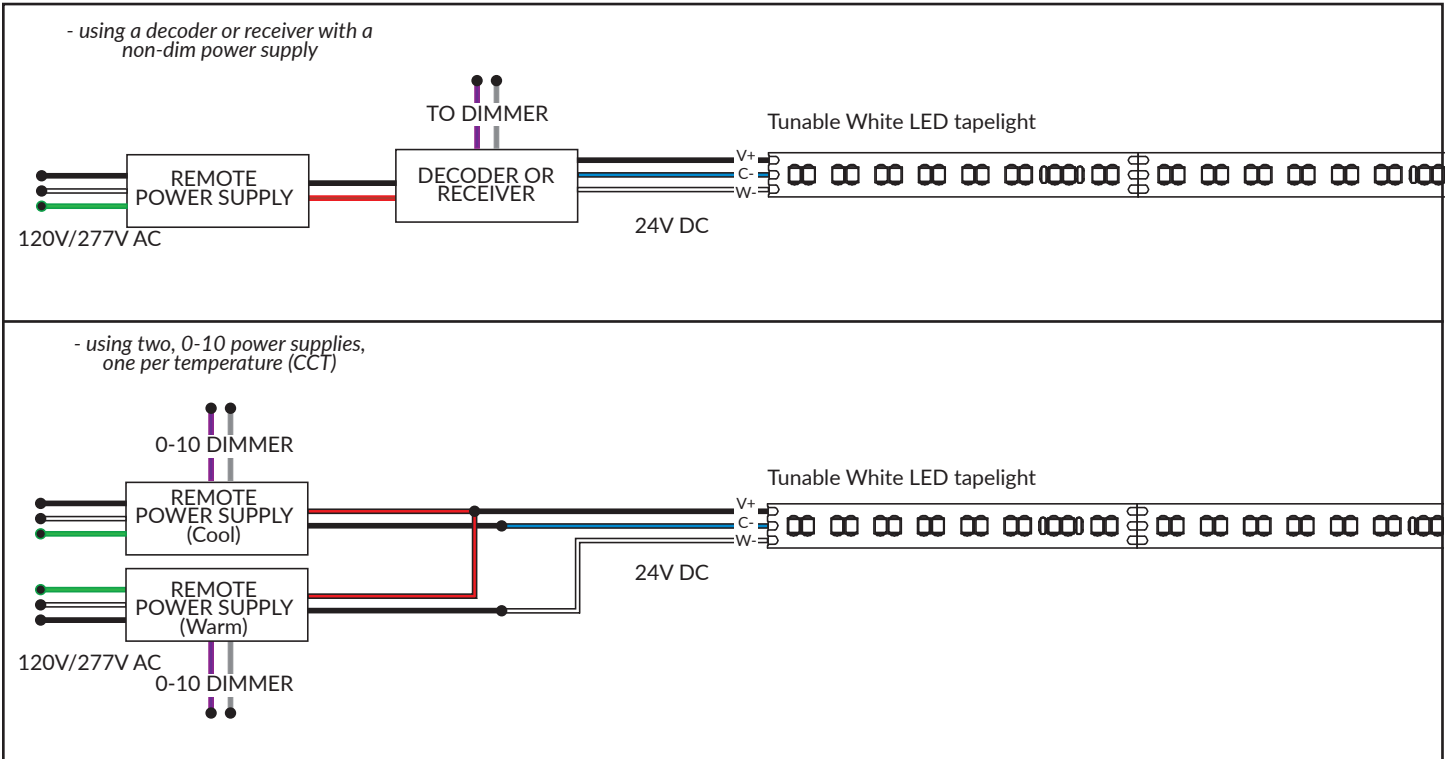 - using a decoder or receiver with a
non-dim power supply
TO DIMMER
Tunable White LED tapelight
REMOTE
POWER SUPPLY
DECODER OR
RECEIVER
V+
C-
W-
120V/277V AC
24V DC
- using two, 0-10 power supplies,
one per temperature (CCT)
0-10 DIMMER
Tunable White LED tapelight
REMOTE
POWER SUPPLY
(Cool)
V+
C-
W-
24V DC
REMOTE
POWER SUPPLY
(Warm)
120V/277V AC
0-10 DIMMER